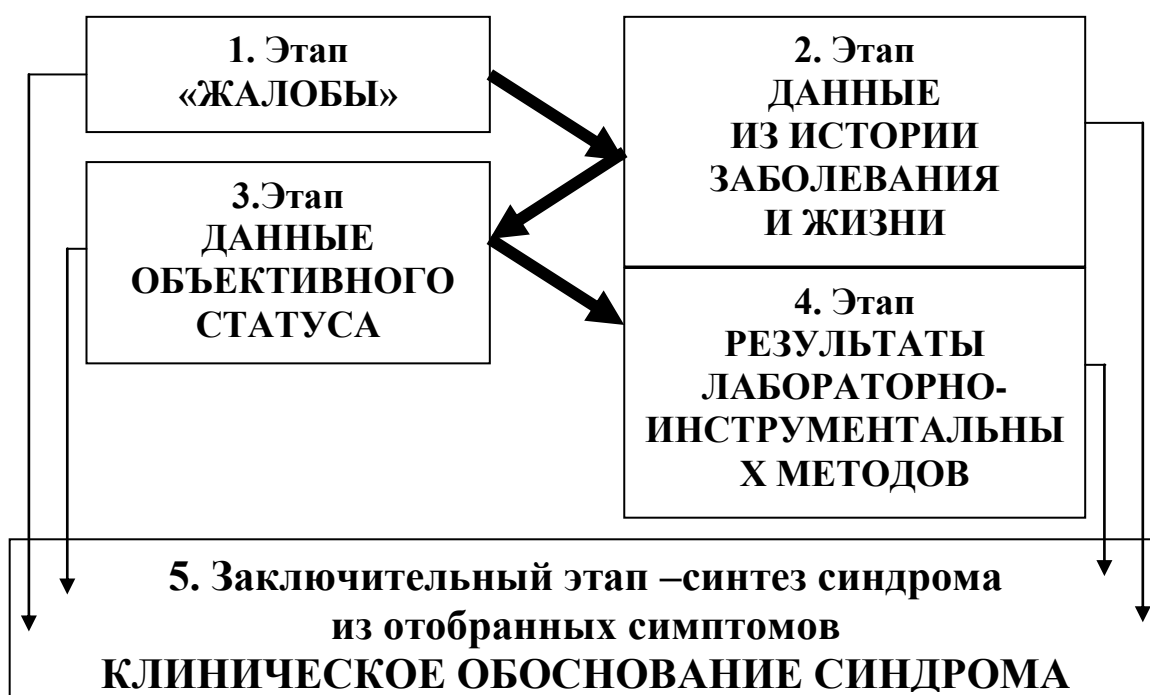 1. Этап
«ЖАЛОБЫ»
2. Этап
ДАННЫЕ
ИЗ ИСТОРИИ
ЗАБОЛЕВАНИЯ
И ЖИЗНИ
3.Этап
ДАННЫЕ
ОБЪЕКТИВНОГО
СТАТУСА
4. Этап
РЕЗУЛЬТАТЫ
ЛАБОРАТОРНО-
ИНСТРУМЕНТАЛЬНЫ
Х МЕТОДОВ
5. Заключительный этап –синтез синдрома
из отобранных симптомов
КЛИНИЧЕСКОЕ ОБОСНОВАНИЕ СИНДРОМА